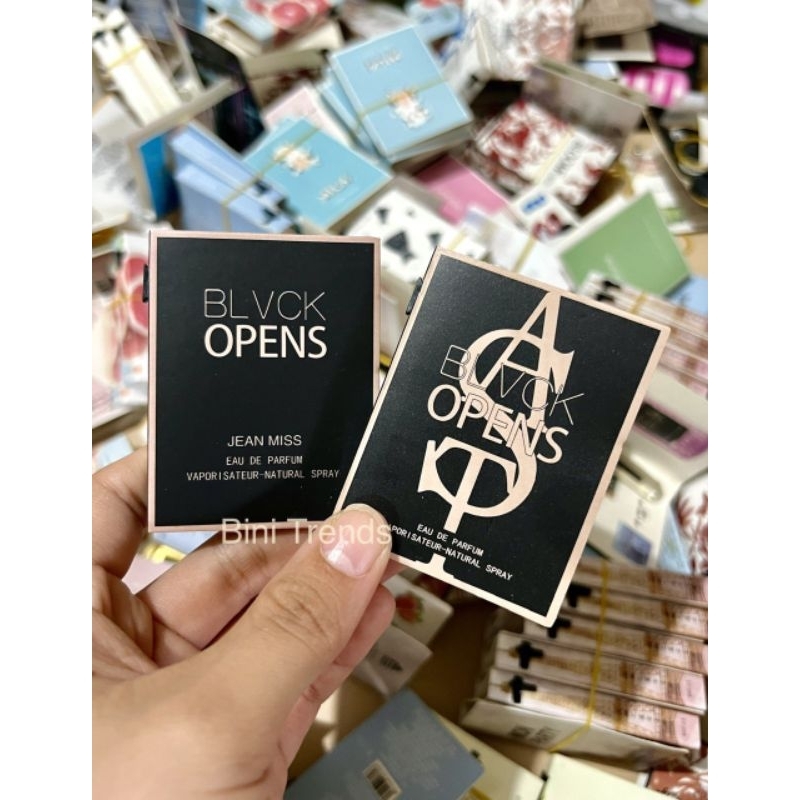 BLVCK
OPENS
JEAN MISS
EAU DE PARFUM
VAPORISATEUR-NATURAL SPRAY
BLVCK
OPENS
EAU DE PARFUM
PORISATEUR-NATURAL SPRAY
Bini Trends